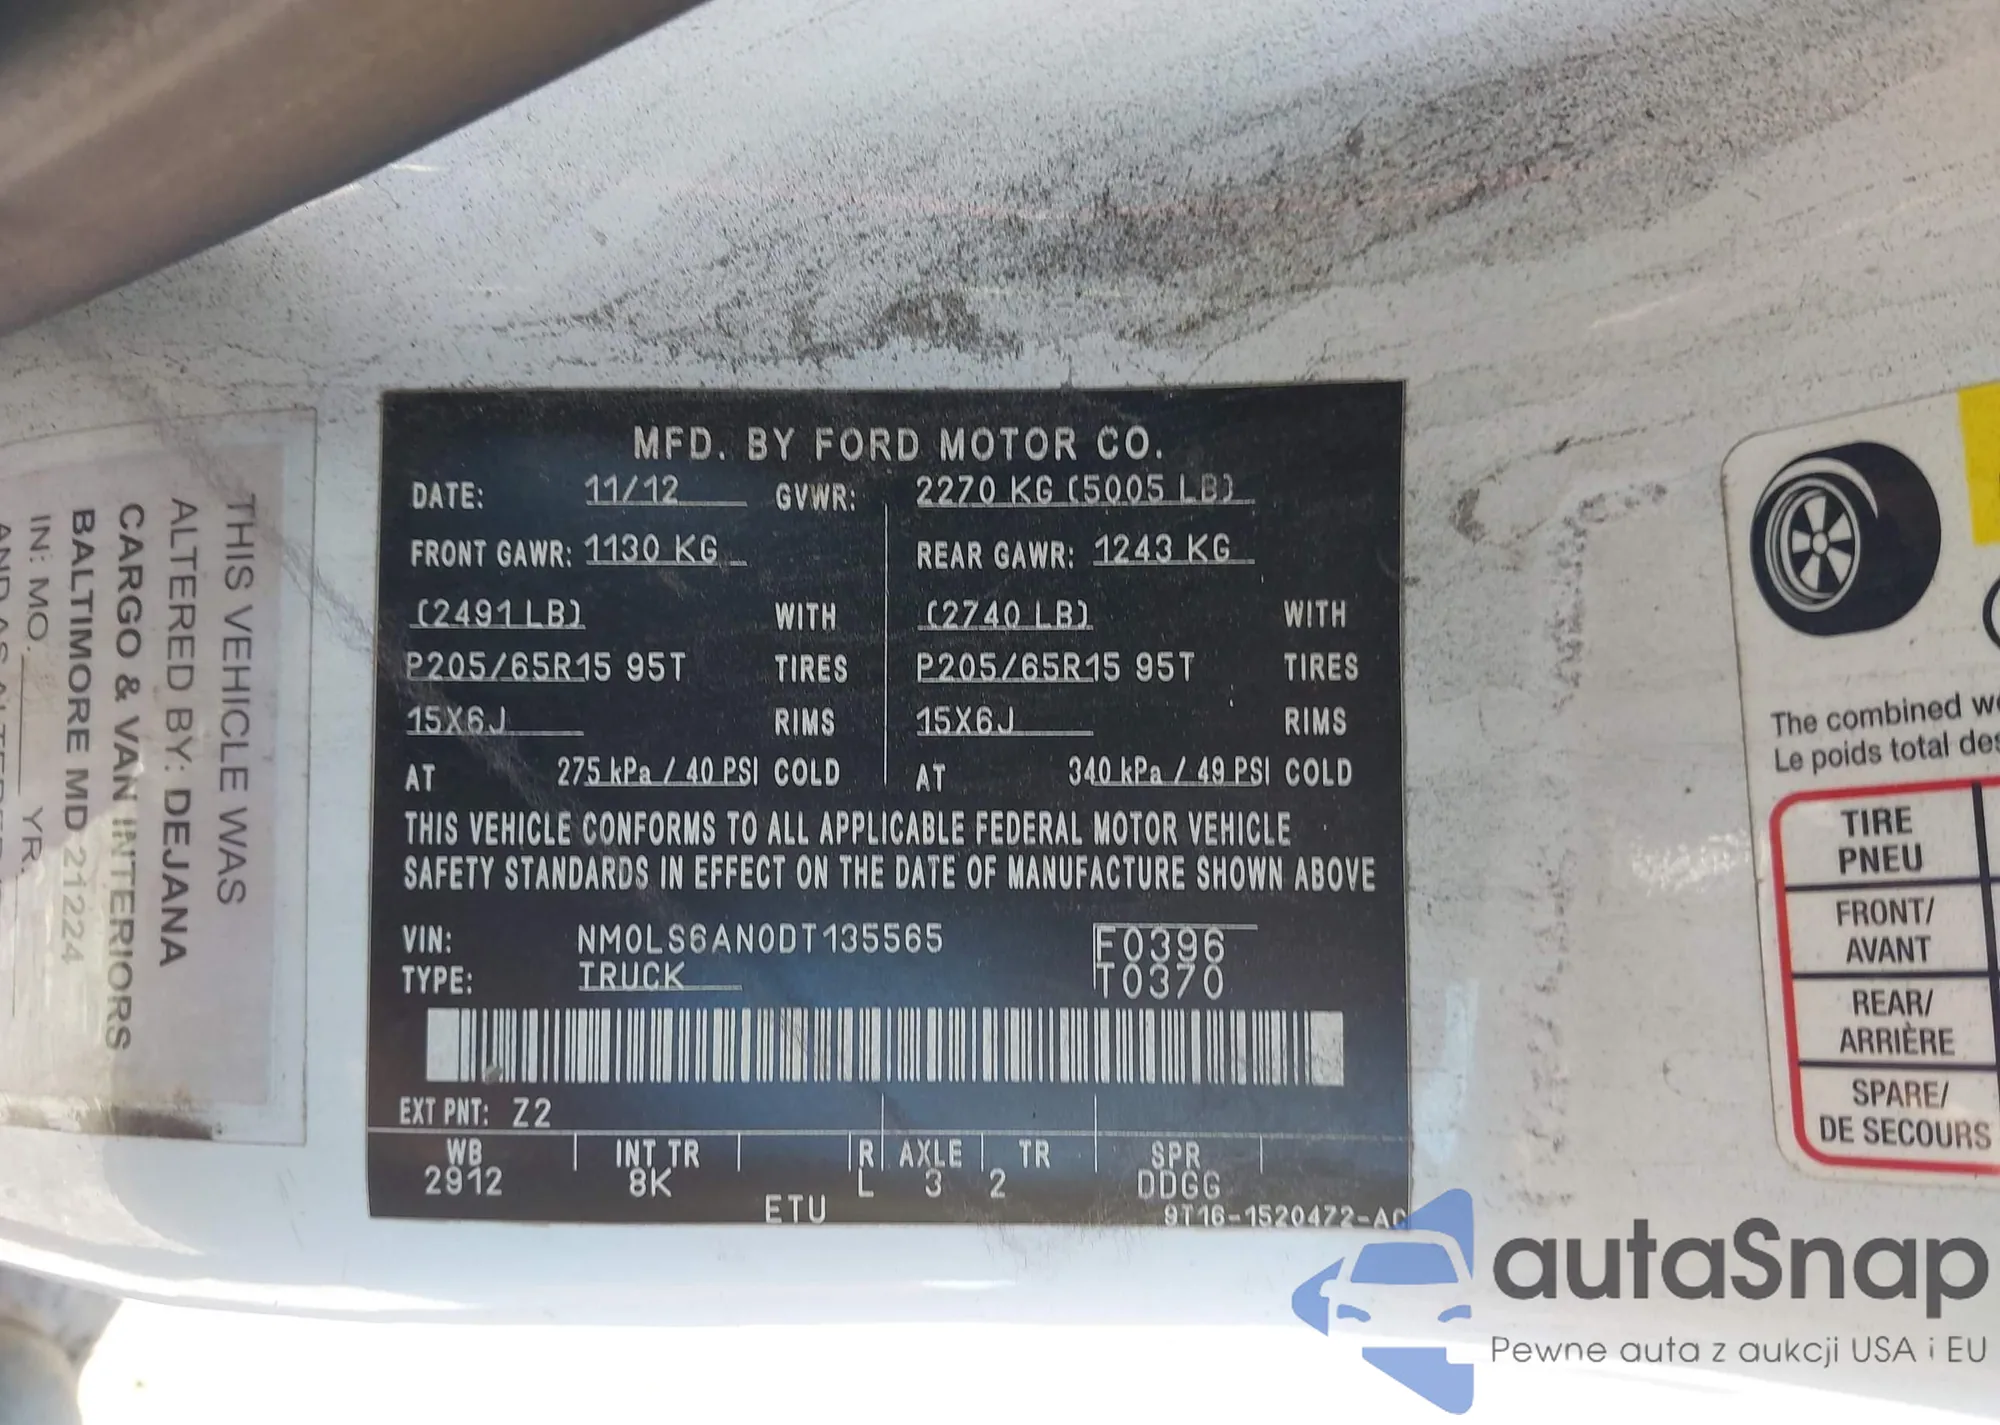 THIS VEHICLE WAS
ALTERED BY: DEJANA
CARGO & VAN INTERIORS
BALTIMORE MD 21224
IN: MO. YR.
MFD. BY FORD MOTOR CO.
DATE: 11/12 GVWR: 2270 KG (5005 LB)
FRONT GAWR: 1130 KG REAR GAWR: 1243 KG
(2491 LB) WITH (2740 LB) WITH
P205/65R15 95T TIRES P205/65R15 95T TIRES
15X6J RIMS 15X6J RIMS
AT 275 kPa / 40 PSI COLD AT 340 kPa / 49 PSI COLD
THIS VEHICLE CONFORMS TO ALL APPLICABLE FEDERAL MOTOR VEHICLE
SAFETY STANDARDS IN EFFECT ON THE DATE OF MANUFACTURE SHOWN ABOVE
VIN: NM0LS6AN0DT135565 F0396
TYPE: TRUCK T0370
EXT PNT: Z2
WB INT TR R AXLE TR SPR
2912 8K L 3 2 DDGG
ETU
9T16-1520472-AC
The combined
Le poids total
TIRE
PNEU
FRONT/
AVANT
REAR/
ARRIÈRE
SPARE/
DE SECOURS
autaSnap
Pewne auta z aukcji USA i EU